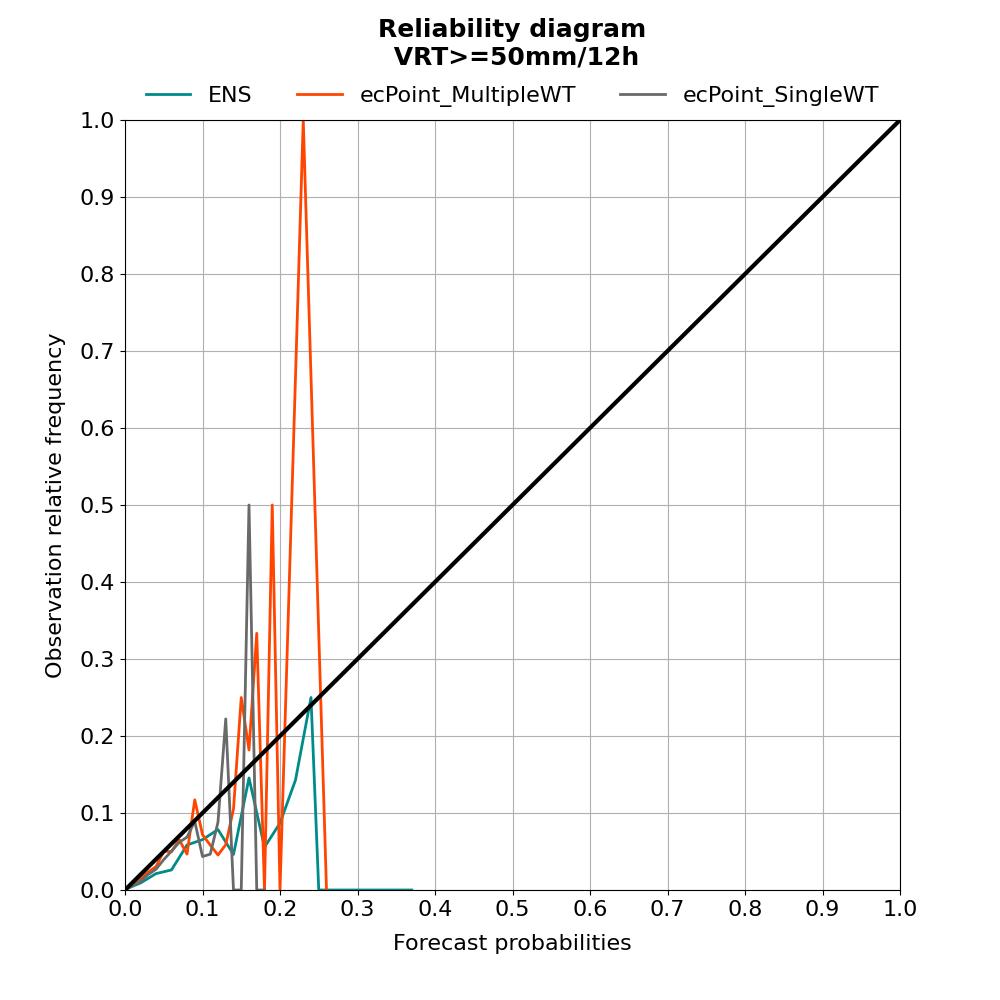 Reliability diagram
VRT>=50mm/12h
ENS ecPoint_MultipleWT ecPoint_SingleWT
1.0
0.9
0.8
0.7
0.6
0.5
0.4
0.3
0.2
0.1
0.0
Observation relative frequency
0.0 0.1 0.2 0.3 0.4 0.5 0.6 0.7 0.8 0.9 1.0
Forecast probabilities